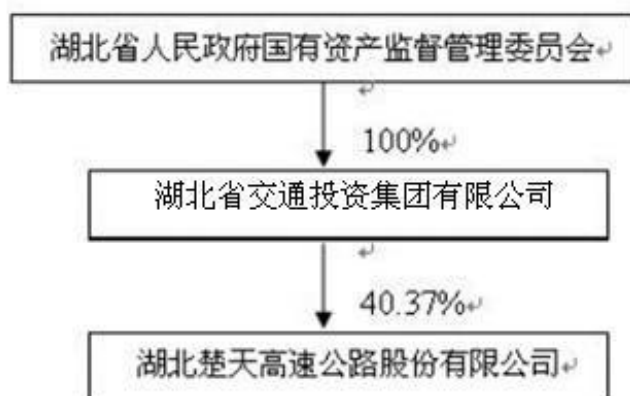 湖北省人民政府国有资产监督管理委员会
100%
湖北省交通投资集团有限公司
40.37%
湖北楚天高速公路股份有限公司